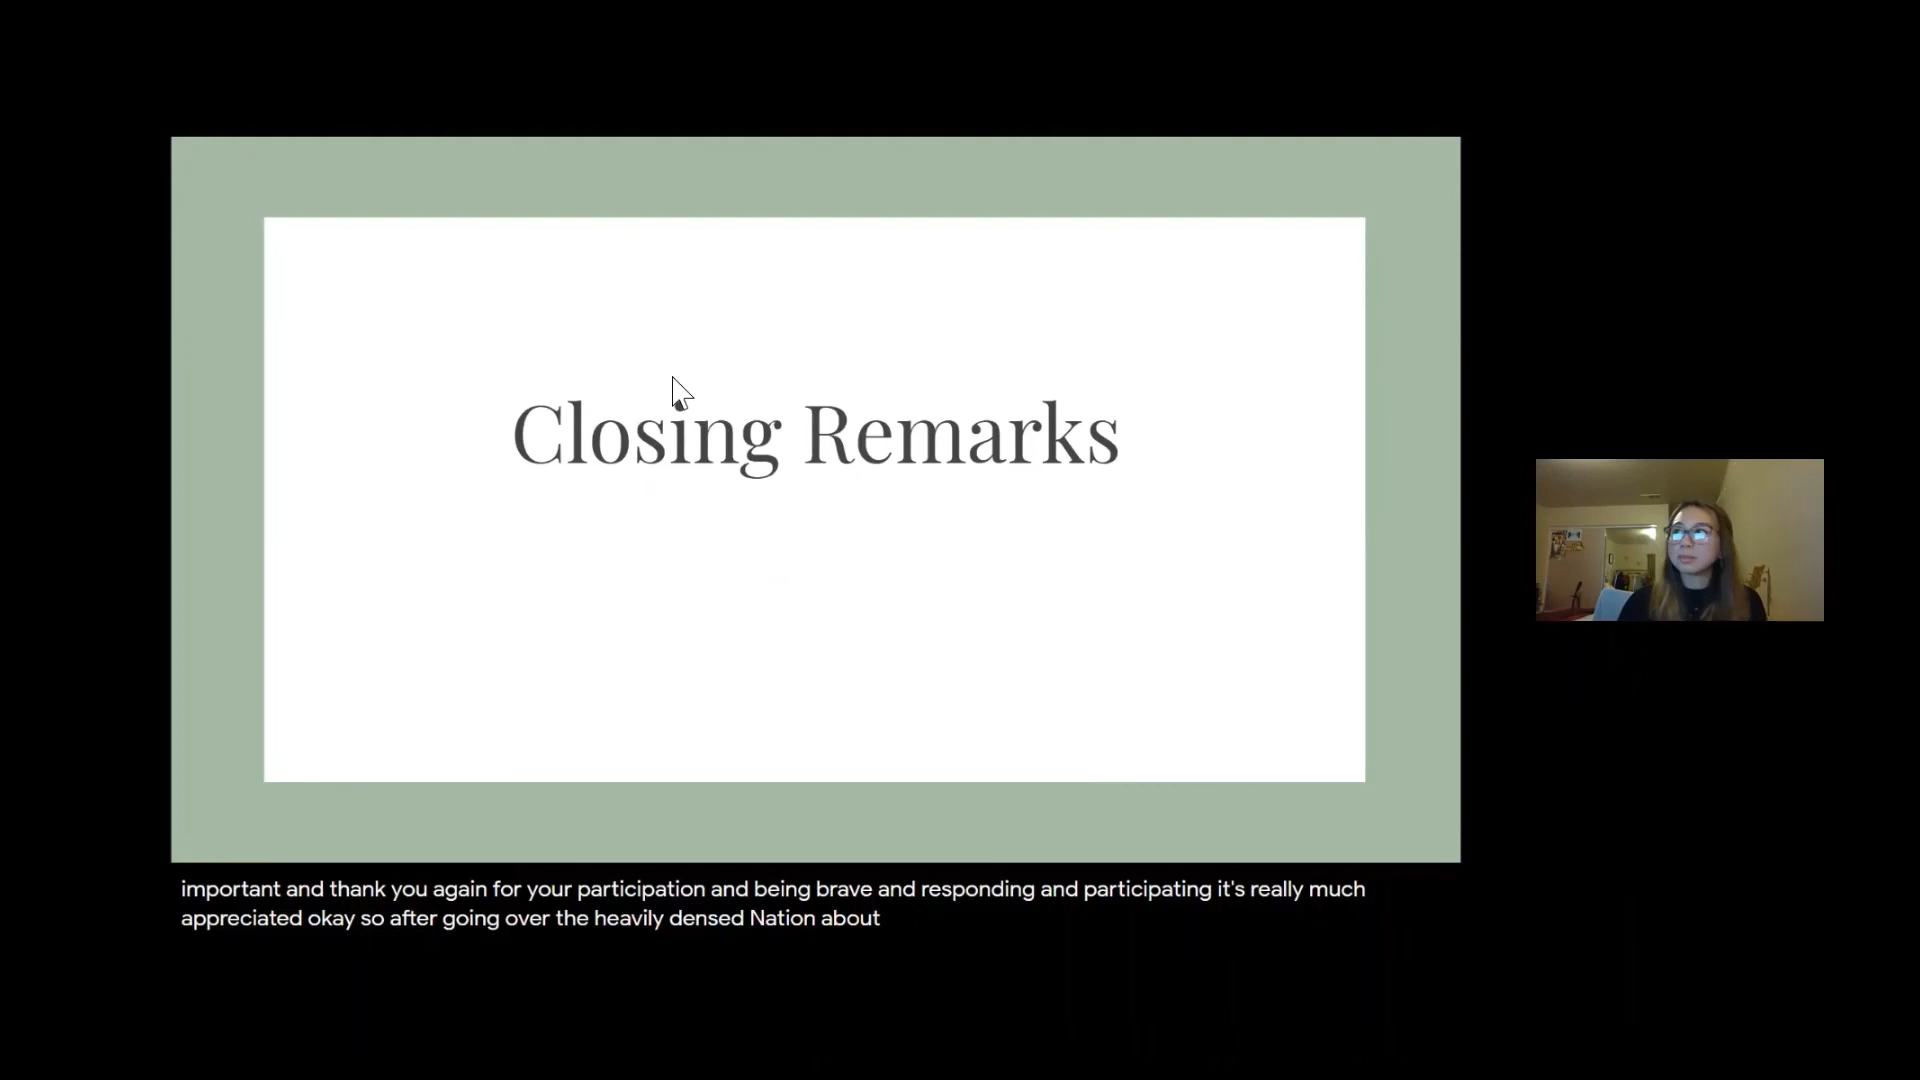 Closing Remarks
important and thank you again for your participation and being brave and responding and participating it's really much
appreciated okay so after going over the heavily densed Nation about